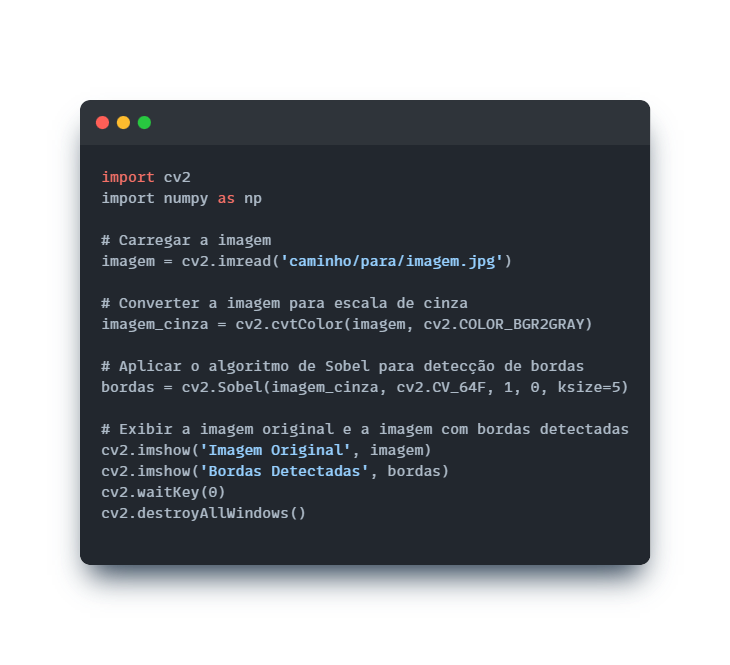 import cv2
import numpy as np
# Carregar a imagem
imagem = cv2.imread('caminho/para/imagem.jpg')
# Converter a imagem para escala de cinza
imagem_cinza = cv2.cvtColor(imagem, cv2.COLOR_BGR2GRAY)
# Aplicar o algoritmo de Sobel para detecção de bordas
bordas = cv2.Sobel(imagem_cinza, cv2.CV_64F, 1, 0, ksize=5)
# Exibir a imagem original e a imagem com bordas detectadas
cv2.imshow('Imagem Original', imagem)
cv2.imshow('Bordas Detectadas', bordas)
cv2.waitKey(0)
cv2.destroyAllWindows()